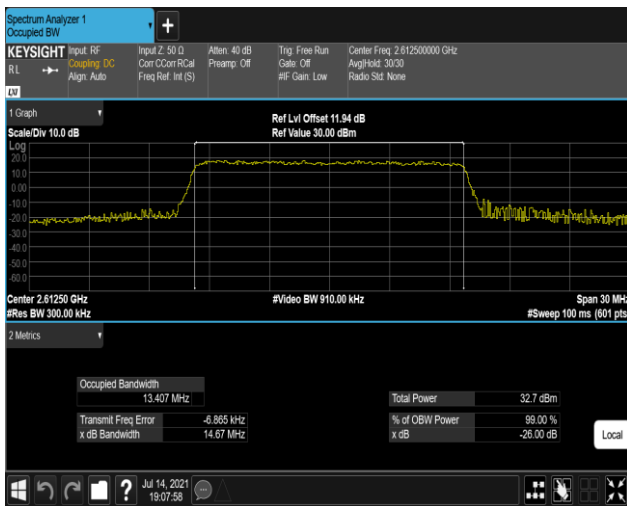 Spectrum Analyzer 1
Occupied BW
+
KEYSIGHT Input: RF Input Z: 50 Ω Atten: 40 dB Trig: Free Run Center Freq: 2.612500000 GHz
RL Coupling: DC Corr CCorr RCal Preamp: Off Gate: Off Avg|Hold: 30/30
Align: Auto Freq Ref: Int (S) #IF Gain: Low Radio Std: None
LXI
1 Graph
Ref Lvl Offset 11.94 dB
Scale/Div 10.0 dB Ref Value 30.00 dBm
Log
20.0
10.0
0.00
-10.0
-20.0
-30.0
-40.0
-50.0
-60.0
Center 2.61250 GHz #Video BW 910.00 kHz Span 30 MHz
#Res BW 300.00 kHz #Sweep 100 ms (601 pts
2 Metrics
Occupied Bandwidth
13.407 MHz Total Power 32.7 dBm
Transmit Freq Error -6.865 kHz % of OBW Power 99.00 %
x dB Bandwidth 14.67 MHz x dB -26.00 dB
Local
? Jul 14, 2021
19:07:58